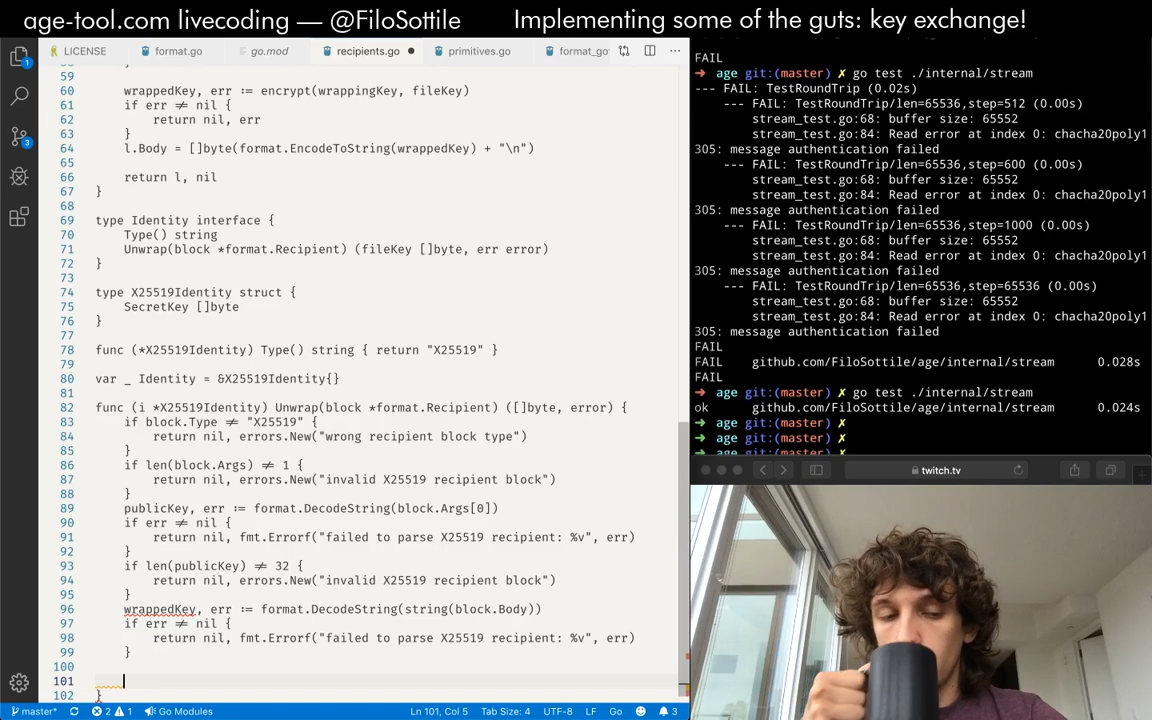 age-tool.com livecoding — @FiloSottile
Implementing some of the guts: key exchange!
LICENSE
format.go
go.mod
recipients.go
primitives.go
format_go
59
60 wrappedKey, err := encrypt(wrappingKey, fileKey)
61 if err ≠ nil {
62 return nil, err
63 }
64 l.Body = []byte(format.EncodeToString(wrappedKey) + "\n")
65
66 return l, nil
67 }
68
69 type Identity interface {
70 Type() string
71 Unwrap(block *format.Recipient) (fileKey []byte, err error)
72 }
73
74 type X25519Identity struct {
75 SecretKey []byte
76 }
77
78 func (*X25519Identity) Type() string { return "X25519" }
79
80 var _ Identity = &X25519Identity{}
81
82 func (i *X25519Identity) Unwrap(block *format.Recipient) ([]byte, error) {
83 if block.Type ≠ "X25519" {
84 return nil, errors.New("wrong recipient block type")
85 }
86 if len(block.Args) ≠ 1 {
87 return nil, errors.New("invalid X25519 recipient block")
88 }
89 publicKey, err := format.DecodeString(block.Args[0])
90 if err ≠ nil {
91 return nil, fmt.Errorf("failed to parse X25519 recipient: %v", err)
92 }
93 if len(publicKey) ≠ 32 {
94 return nil, errors.New("invalid X25519 recipient block")
95 }
96 wrappedKey, err := format.DecodeString(string(block.Body))
97 if err ≠ nil {
98 return nil, fmt.Errorf("failed to parse X25519 recipient: %v", err)
99 }
100
101
102 }
master* 2 1 Go Modules Ln 101, Col 5 Tab Size: 4 UTF-8 LF Go 3
FAIL
➜ age git:(master) ✗ go test ./internal/stream
--- FAIL: TestRoundTrip (0.02s)
--- FAIL: TestRoundTrip/len=65536,step=512 (0.00s)
stream_test.go:68: buffer size: 65552
stream_test.go:84: Read error at index 0: chacha20poly1
305: message authentication failed
--- FAIL: TestRoundTrip/len=65536,step=600 (0.00s)
stream_test.go:68: buffer size: 65552
stream_test.go:84: Read error at index 0: chacha20poly1
305: message authentication failed
--- FAIL: TestRoundTrip/len=65536,step=1000 (0.00s)
stream_test.go:68: buffer size: 65552
stream_test.go:84: Read error at index 0: chacha20poly1
305: message authentication failed
--- FAIL: TestRoundTrip/len=65536,step=65536 (0.00s)
stream_test.go:68: buffer size: 65552
stream_test.go:84: Read error at index 0: chacha20poly1
305: message authentication failed
FAIL
FAIL github.com/FiloSottile/age/internal/stream 0.028s
FAIL
➜ age git:(master) ✗ go test ./internal/stream
ok github.com/FiloSottile/age/internal/stream 0.024s
➜ age git:(master) ✗
➜ age git:(master) ✗
➜ age git:(master) ✗
twitch.tv